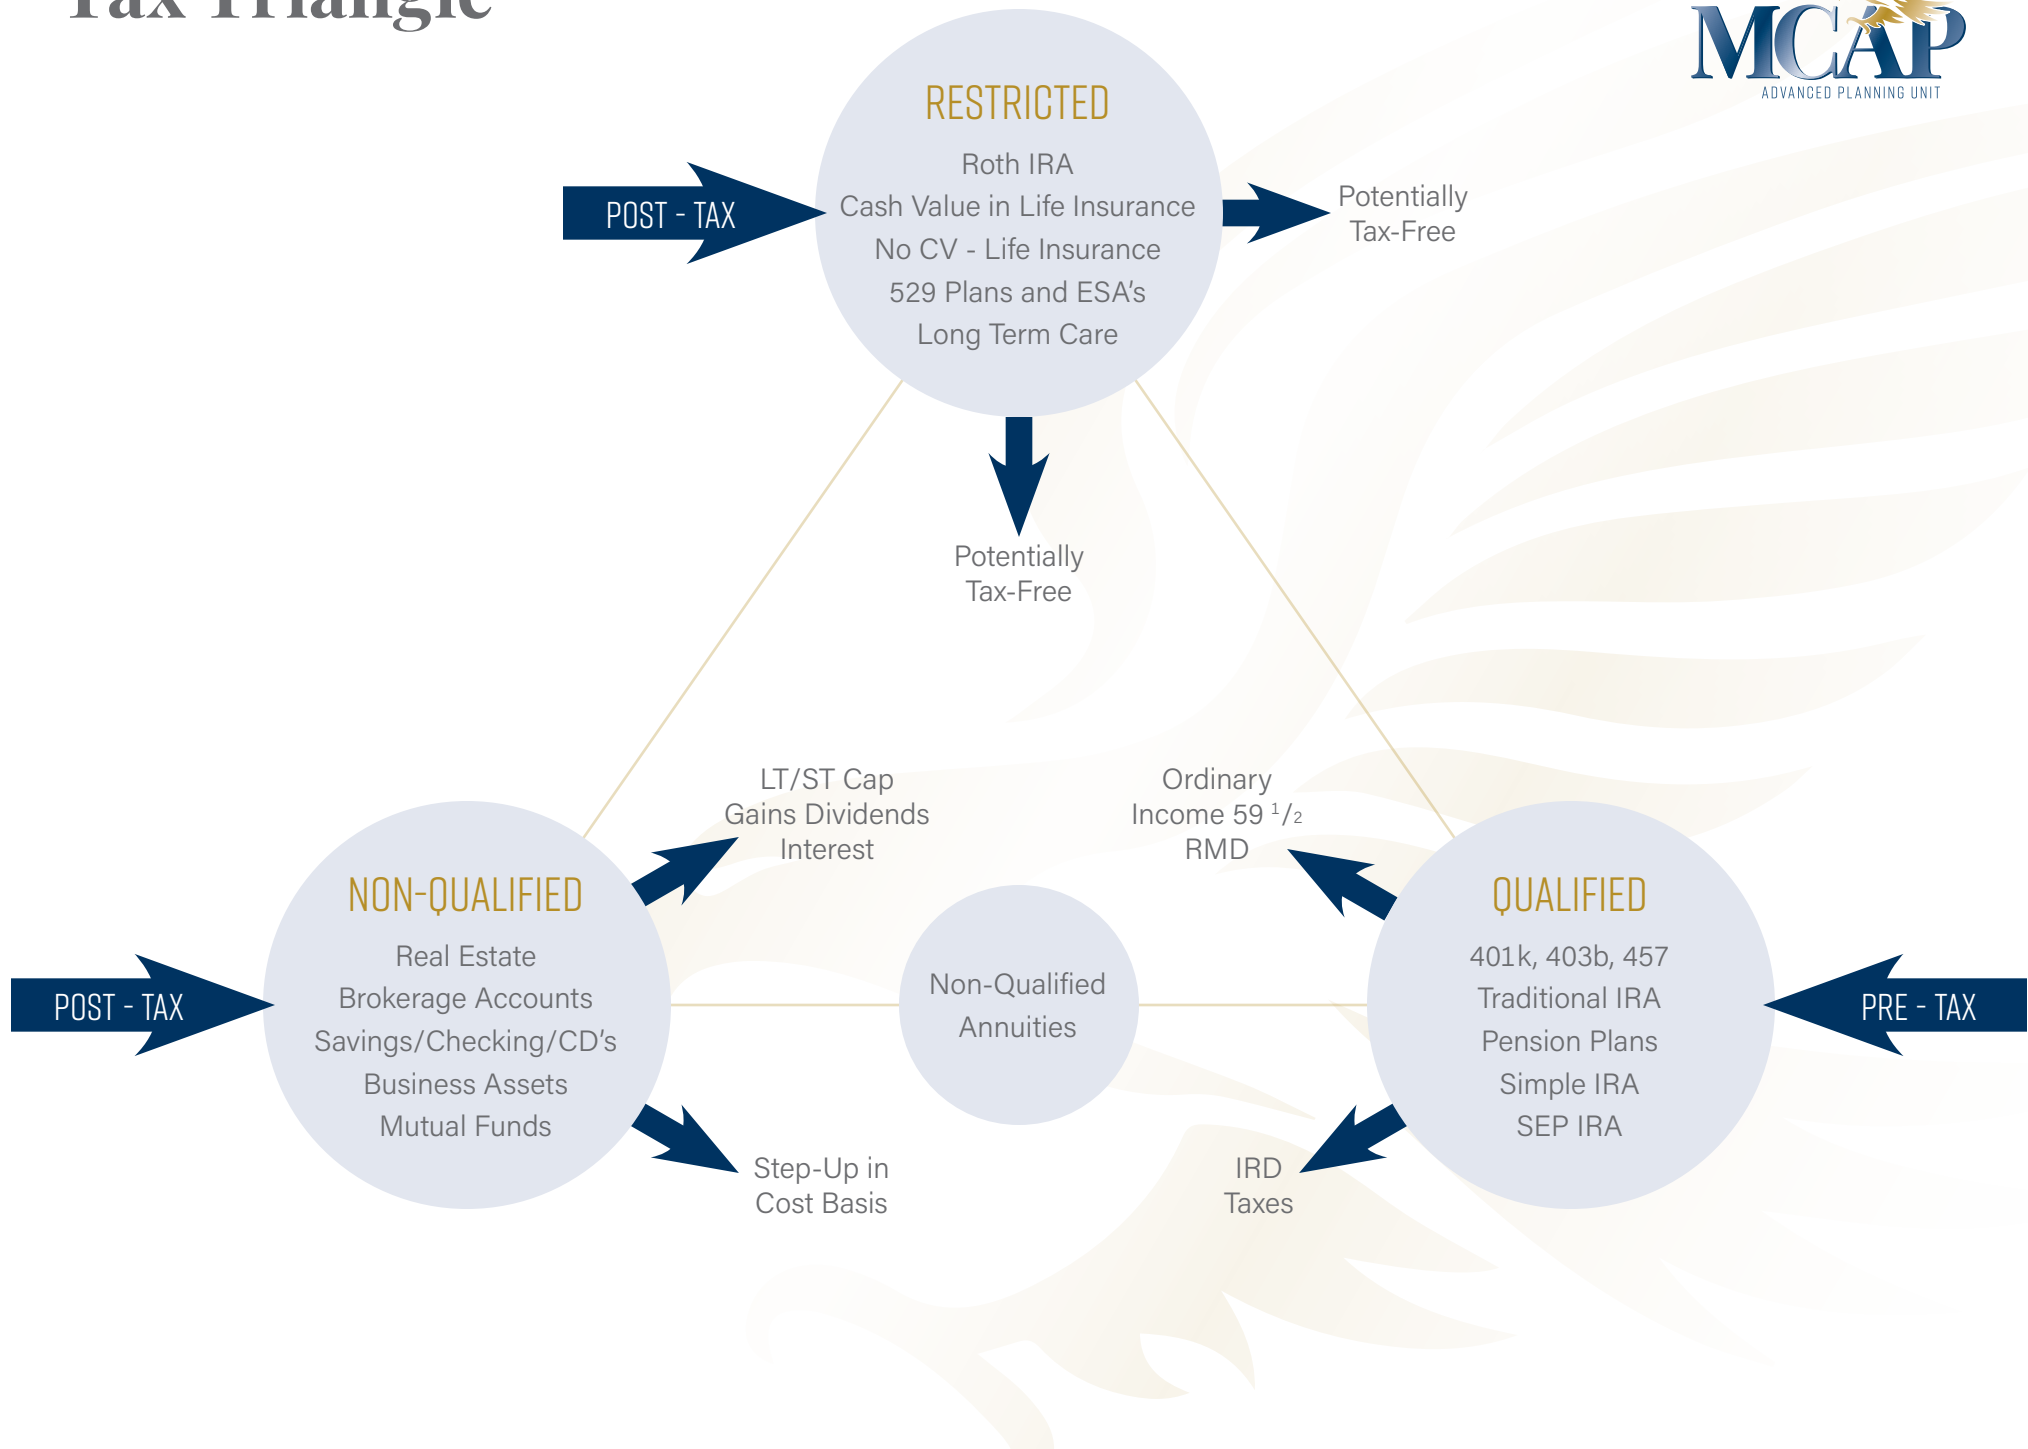 Tax Triangle
MCAP
ADVANCED PLANNING UNIT
RESTRICTED
Roth IRA
Cash Value in Life Insurance
No CV - Life Insurance
529 Plans and ESA’s
Long Term Care
POST - TAX
Potentially
Tax-Free
Potentially
Tax-Free
LT/ST Cap
Gains Dividends
Interest
Ordinary
Income 59 1/2
RMD
NON-QUALIFIED
Real Estate
Brokerage Accounts
Savings/Checking/CD’s
Business Assets
Mutual Funds
POST - TAX
Non-Qualified
Annuities
QUALIFIED
401k, 403b, 457
Traditional IRA
Pension Plans
Simple IRA
SEP IRA
PRE - TAX
Step-Up in
Cost Basis
IRD
Taxes